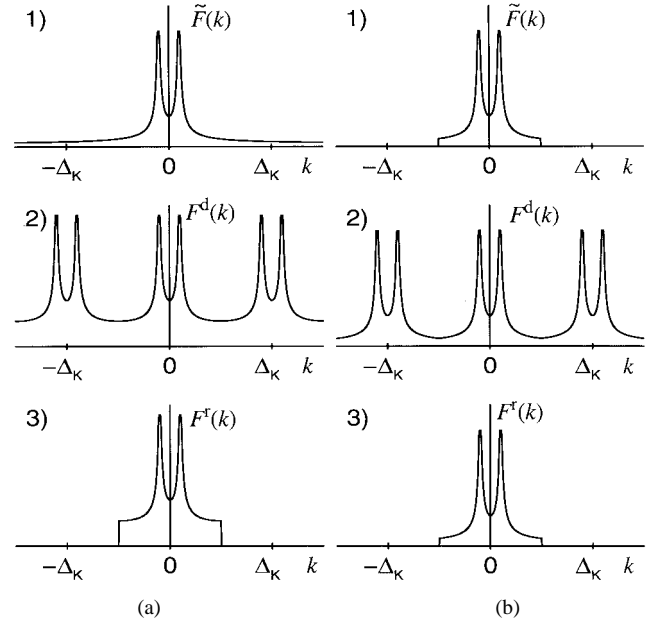 1) F̃(k)
−Δ_K 0 Δ_K k
2) F^d(k)
−Δ_K 0 Δ_K k
3) F^r(k)
−Δ_K 0 Δ_K k
(a)
1) F̃(k)
−Δ_K 0 Δ_K k
2) F^d(k)
−Δ_K 0 Δ_K k
3) F^r(k)
−Δ_K 0 Δ_K k
(b)